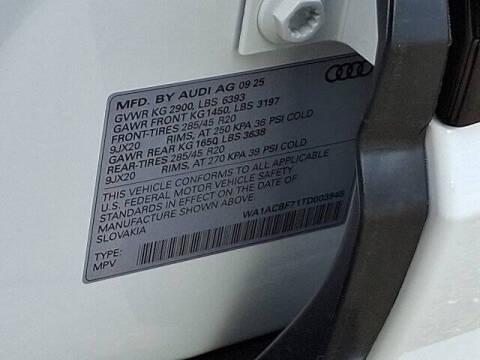 MFD. BY AUDI AG 09 25
GVWR KG 2900, LBS 6393
GAWR FRONT KG 1450, LBS 3197
FRONT-TIRES 285/45 R20
9JX20 RIMS, AT 250 KPA 36 PSI COLD
GAWR REAR KG 1650, LBS 3638
REAR-TIRES 285/45 R20
9JX20 RIMS, AT 270 KPA 39 PSI COLD
THIS VEHICLE CONFORMS TO ALL APPLICABLE
U.S. FEDERAL MOTOR VEHICLE SAFETY
STANDARDS IN EFFECT ON THE DATE OF
MANUFACTURE SHOWN ABOVE.
SLOVAKIA
WA1ACBF71TD003945
TYPE:
MPV